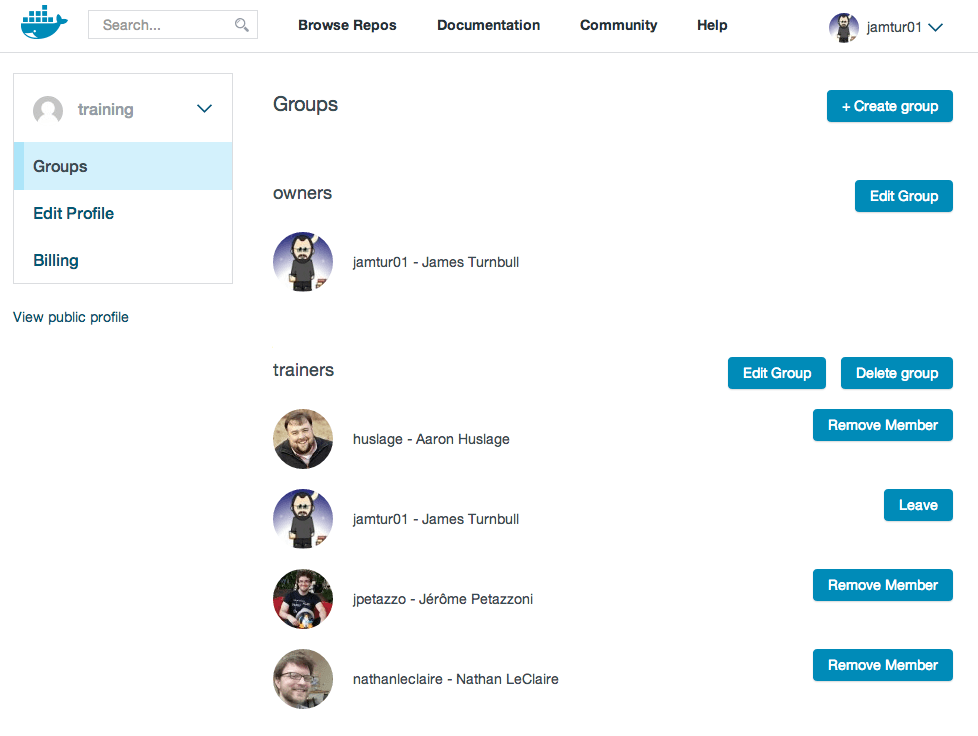 Search... Browse Repos Documentation Community Help jamtur01
training
Groups
Edit Profile
Billing
View public profile
Groups + Create group
owners Edit Group
jamtur01 - James Turnbull
trainers Edit Group Delete group
huslage - Aaron Huslage Remove Member
jamtur01 - James Turnbull Leave
jpetazzo - Jérôme Petazzoni Remove Member
nathanleclaire - Nathan LeClaire Remove Member